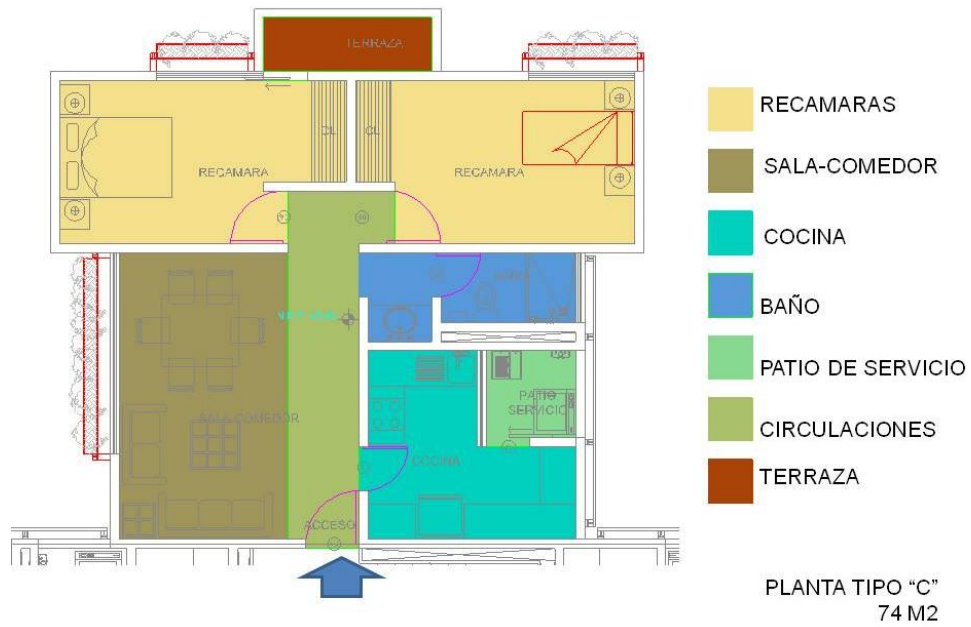 TERRAZA
CL
CL
RECAMARA
RECAMARA
SALA-COMEDOR
PATIO
SERVICIO
COCINA
ACCESO
RECAMARAS
SALA-COMEDOR
COCINA
BAÑO
PATIO DE SERVICIO
CIRCULACIONES
TERRAZA
PLANTA TIPO “C”
74 M2